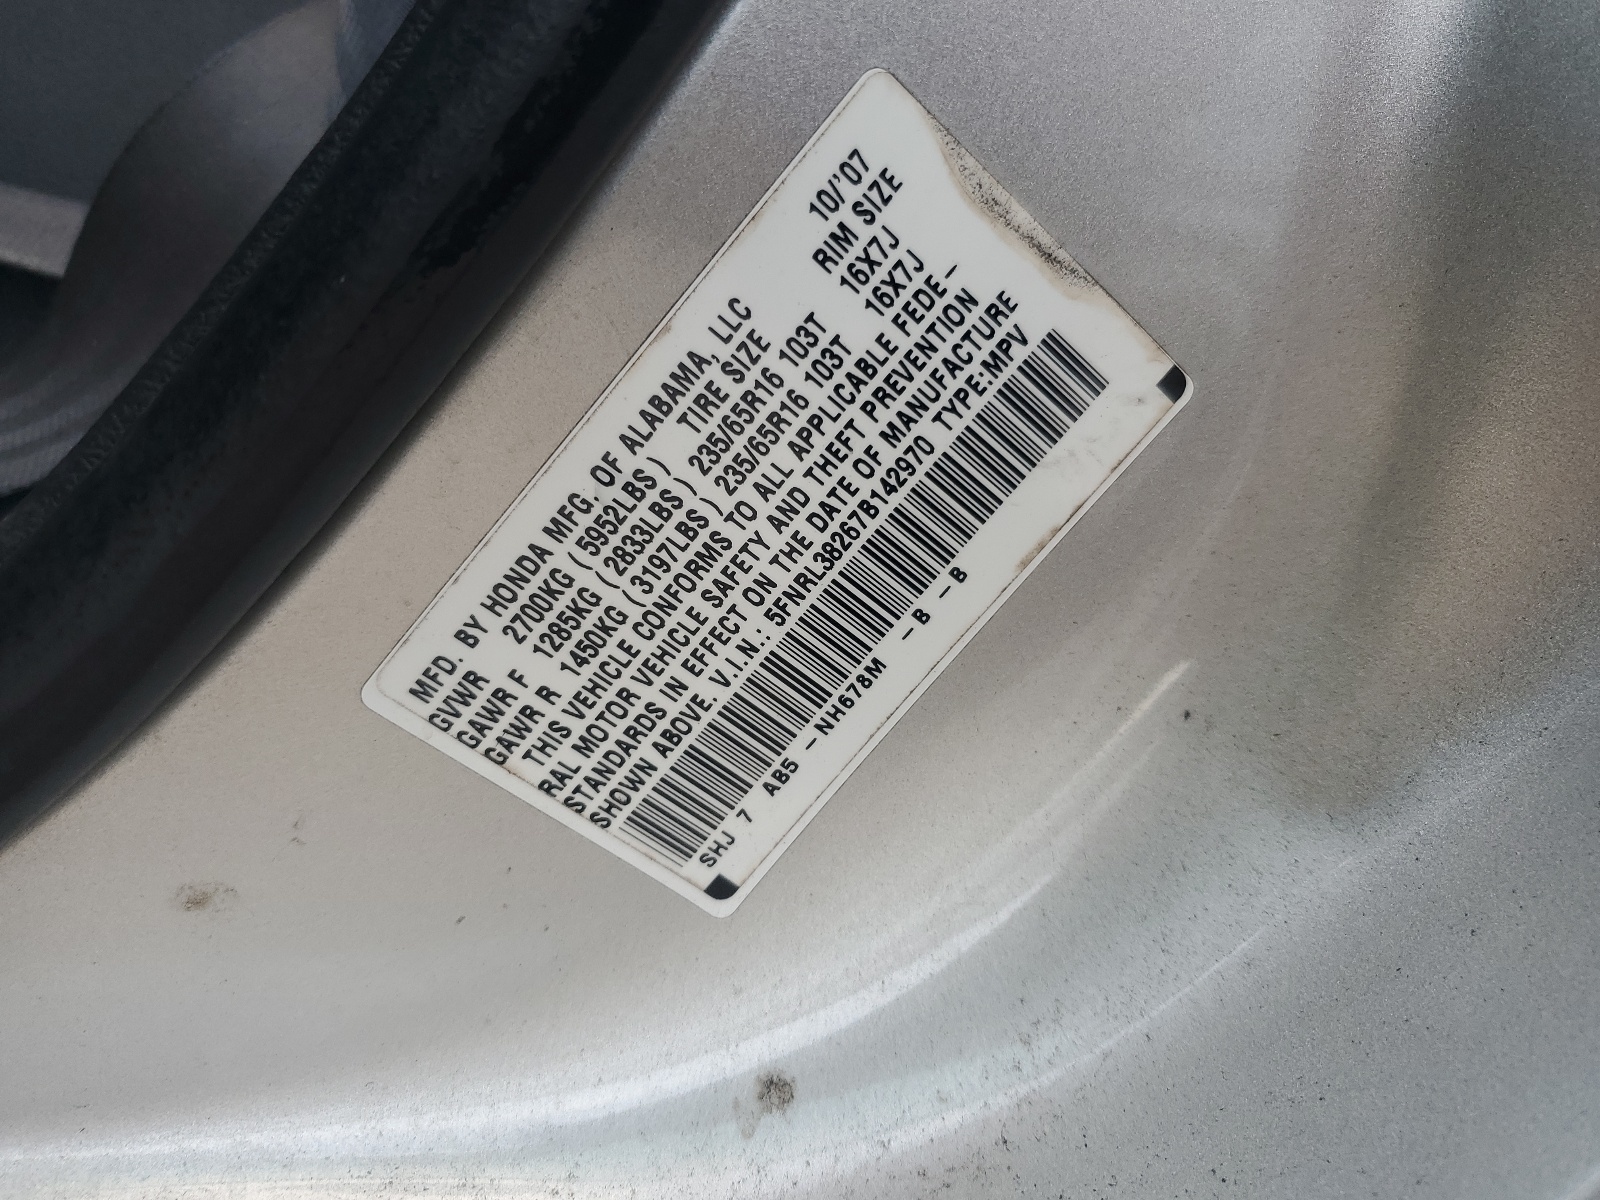 MFD. BY HONDA MFG. OF ALABAMA, LLC 10/'07
GVWR 2700KG (5952LBS) TIRE SIZE RIM SIZE
GAWR F 1285KG (2833LBS) 235/65R16 103T 16X7J
GAWR R 1450KG (3197LBS) 235/65R16 103T 16X7J
THIS VEHICLE CONFORMS TO ALL APPLICABLE FEDE-
RAL MOTOR VEHICLE SAFETY AND THEFT PREVENTION
STANDARDS IN EFFECT ON THE DATE OF MANUFACTURE
SHOWN ABOVE. V.I.N.: 5FNRL38267B142970 TYPE:MPV
SHJ 7 AB5 -NH678M -B -B